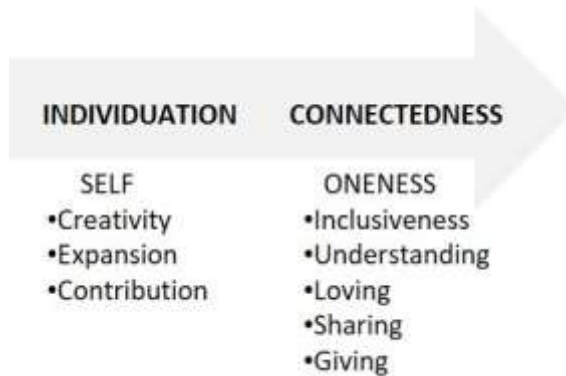 INDIVIDUATION CONNECTEDNESS
SELF
•Creativity
•Expansion
•Contribution
ONENESS
•Inclusiveness
•Understanding
•Loving
•Sharing
•Giving